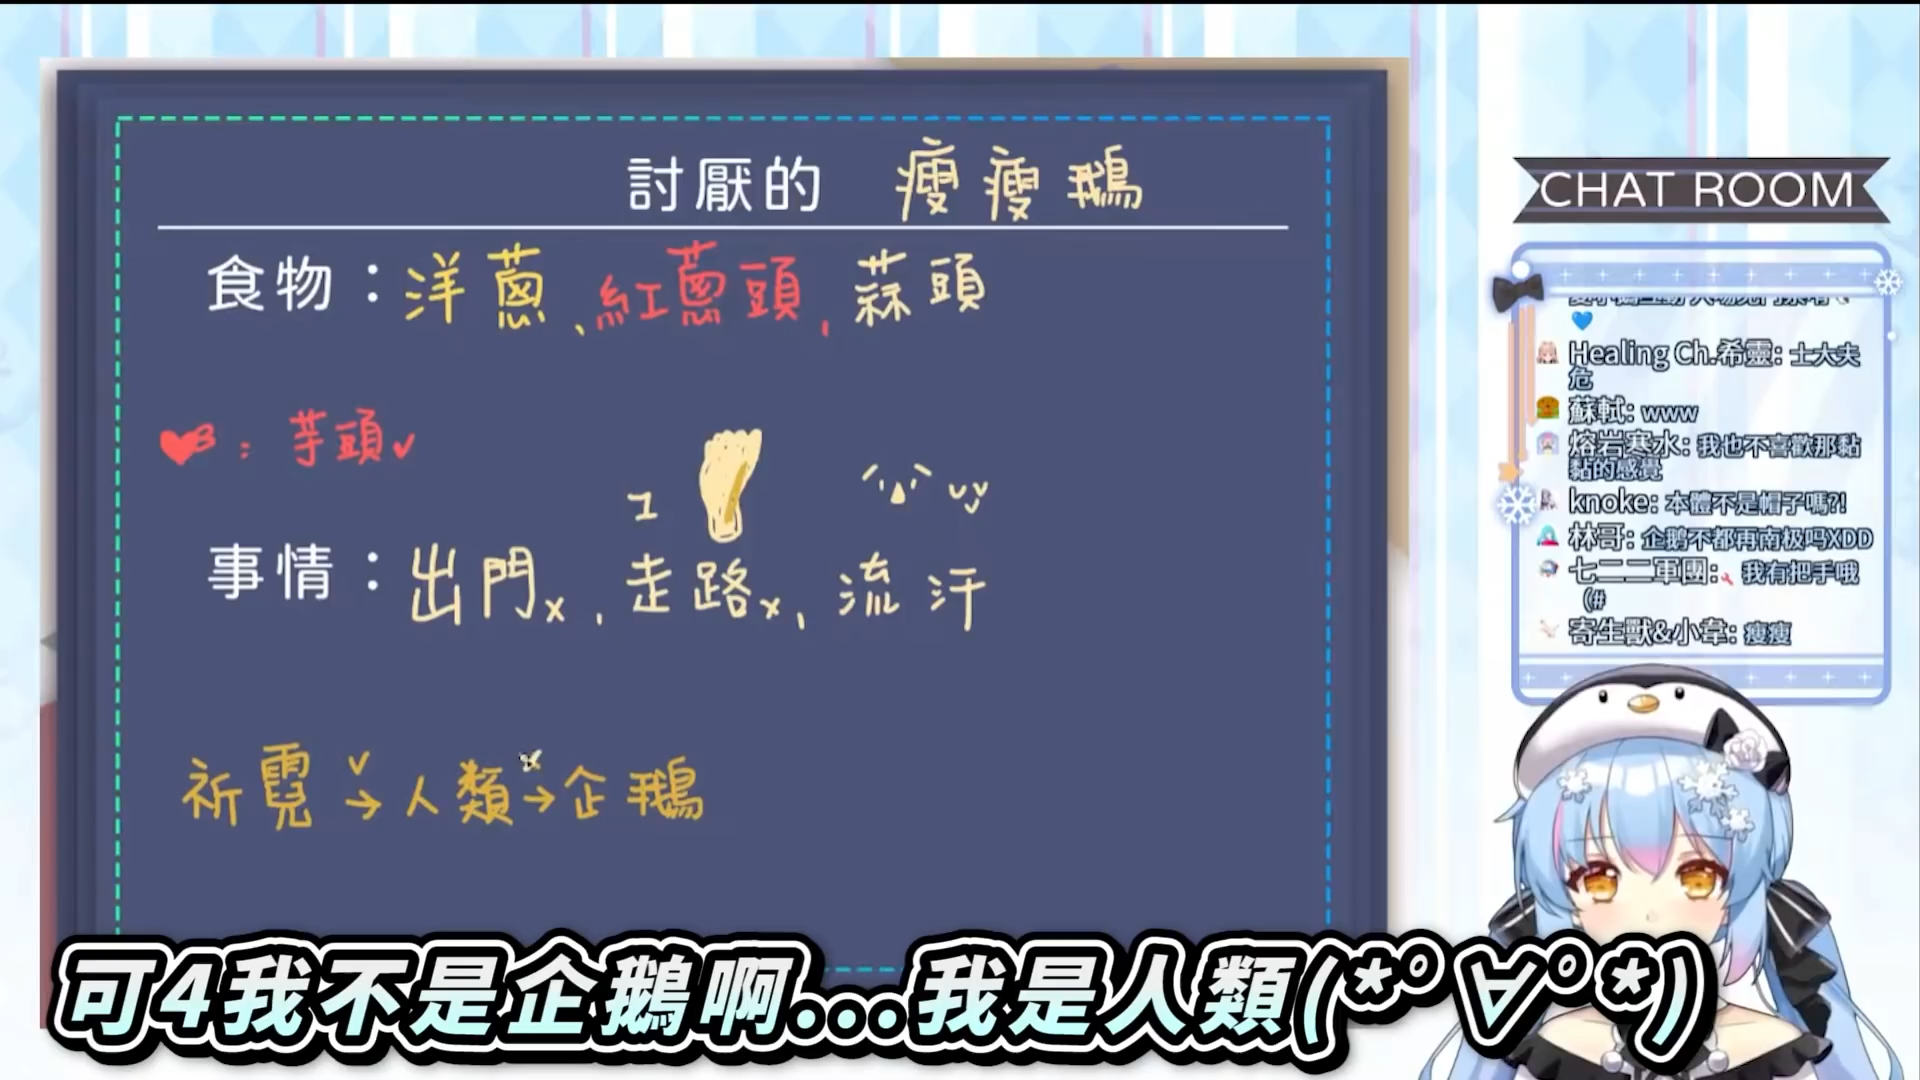 討厭的 瘦瘦鵝
食物：洋蔥、紅蔥頭，蒜頭
：芋頭✓
工
事情：出門x，走路x，流汗
祈霓→人類→企鵝
CHAT ROOM
Healing Ch.希靈: 士大夫
危
蘇軾: www
熔岩寒水: 我也不喜歡那黏
黏的感覺
knoke: 本體不是帽子嗎?!
林哥: 企鹅不都再南极吗XDD
七二二軍團: 我有把手哦
(#
寄生獸&小韋: 瘦瘦
可4我不是企鵝啊...我是人類(*ﾟ∀ﾟ*)